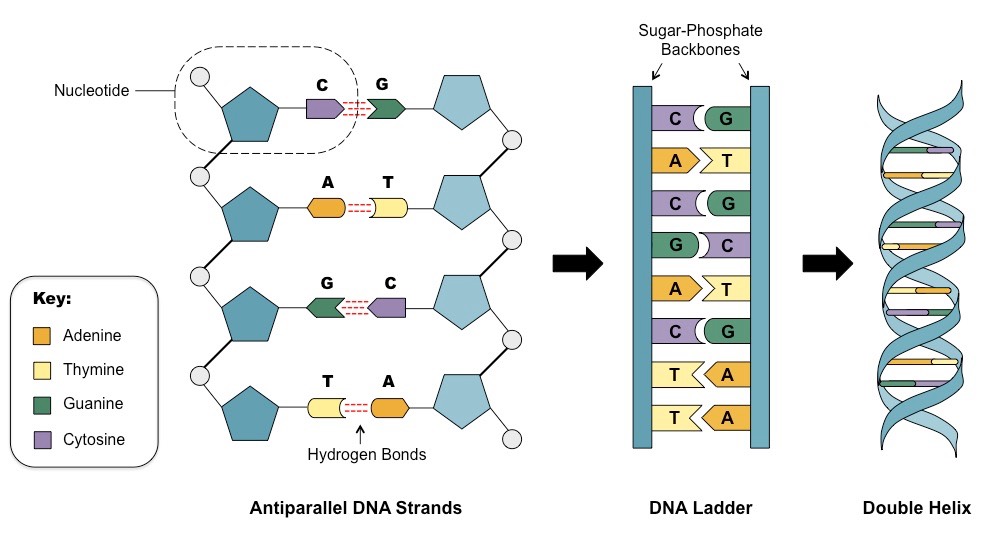 Sugar-Phosphate
Backbones
Nucleotide
C G
A T
G C
T A
Hydrogen Bonds
Key:
Adenine
Thymine
Guanine
Cytosine
C G
A T
C G
G C
A T
C G
T A
T A
Antiparallel DNA Strands
DNA Ladder
Double Helix